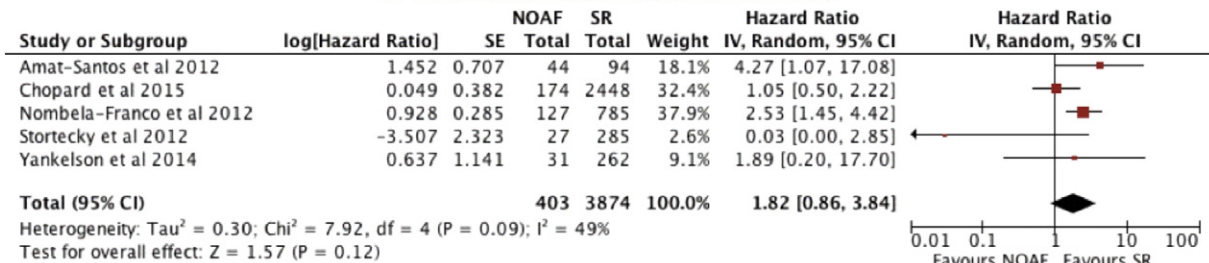 NOAF SR Hazard Ratio Hazard Ratio
Study or Subgroup log[Hazard Ratio] SE Total Total Weight IV, Random, 95% CI IV, Random, 95% CI
Amat-Santos et al 2012 1.452 0.707 44 94 18.1% 4.27 [1.07, 17.08]
Chopard et al 2015 0.049 0.382 174 2448 32.4% 1.05 [0.50, 2.22]
Nombela-Franco et al 2012 0.928 0.285 127 785 37.9% 2.53 [1.45, 4.42]
Stortecky et al 2012 -3.507 2.323 27 285 2.6% 0.03 [0.00, 2.85]
Yankelson et al 2014 0.637 1.141 31 262 9.1% 1.89 [0.20, 17.70]
Total (95% CI) 403 3874 100.0% 1.82 [0.86, 3.84]
Heterogeneity: Tau² = 0.30; Chi² = 7.92, df = 4 (P = 0.09); I² = 49%
Test for overall effect: Z = 1.57 (P = 0.12)
0.01 0.1 1 10 100
Favours NOAF Favours SR